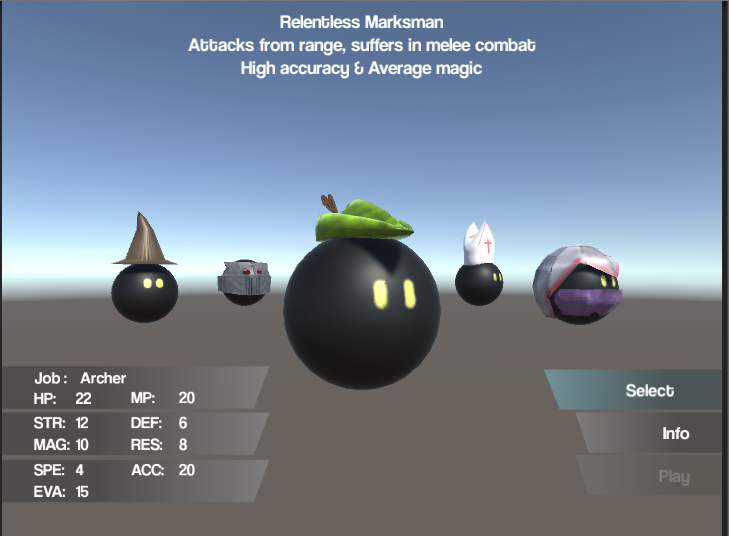 Relentless Marksman
Attacks from range, suffers in melee combat
High accuracy & Average magic
Job : Archer
HP: 22 MP: 20
STR: 12 DEF: 6
MAG: 10 RES: 8
SPE: 4 ACC: 20
EVA: 15
Select
Info
Play